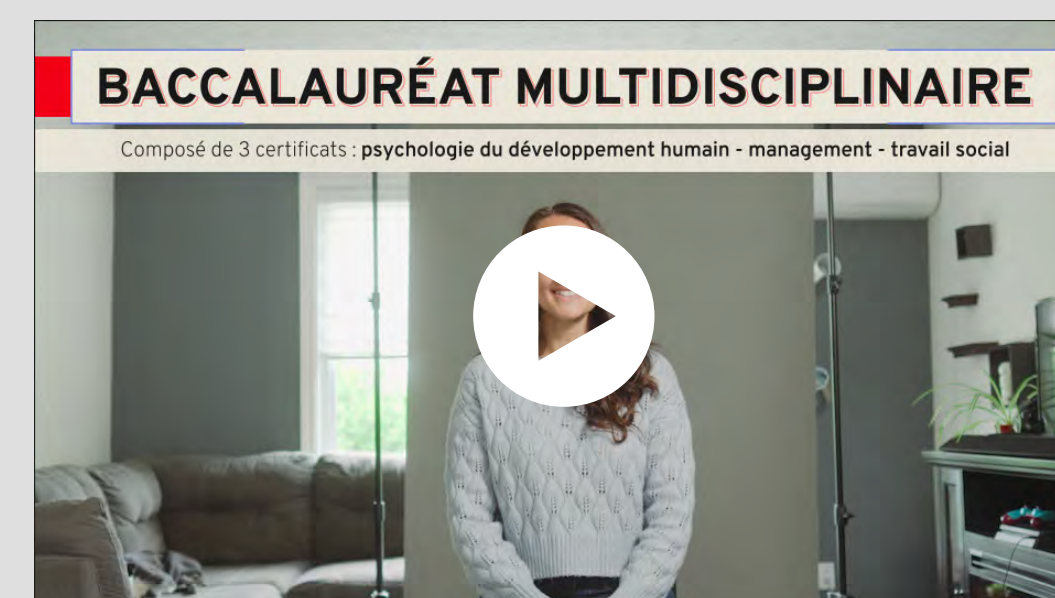 BACCALAURÉAT MULTIDISCIPLINAIRE
Composé de 3 certificats : psychologie du développement humain - management - travail social